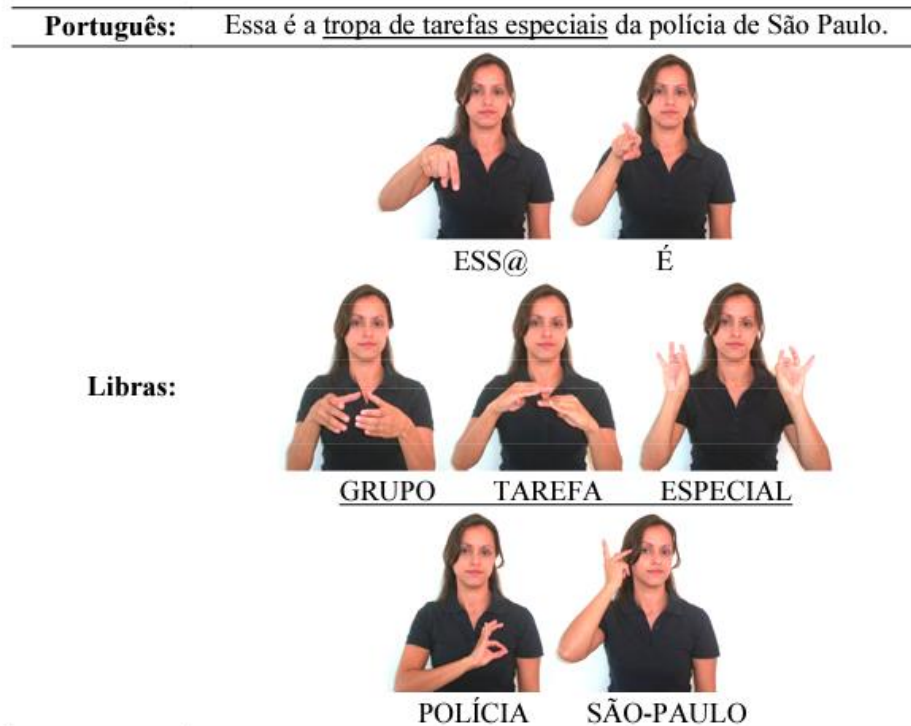 Português: Essa é a tropa de tarefas especiais da polícia de São Paulo.
ESS@ É
Libras:
GRUPO TAREFA ESPECIAL
POLÍCIA SÃO-PAULO